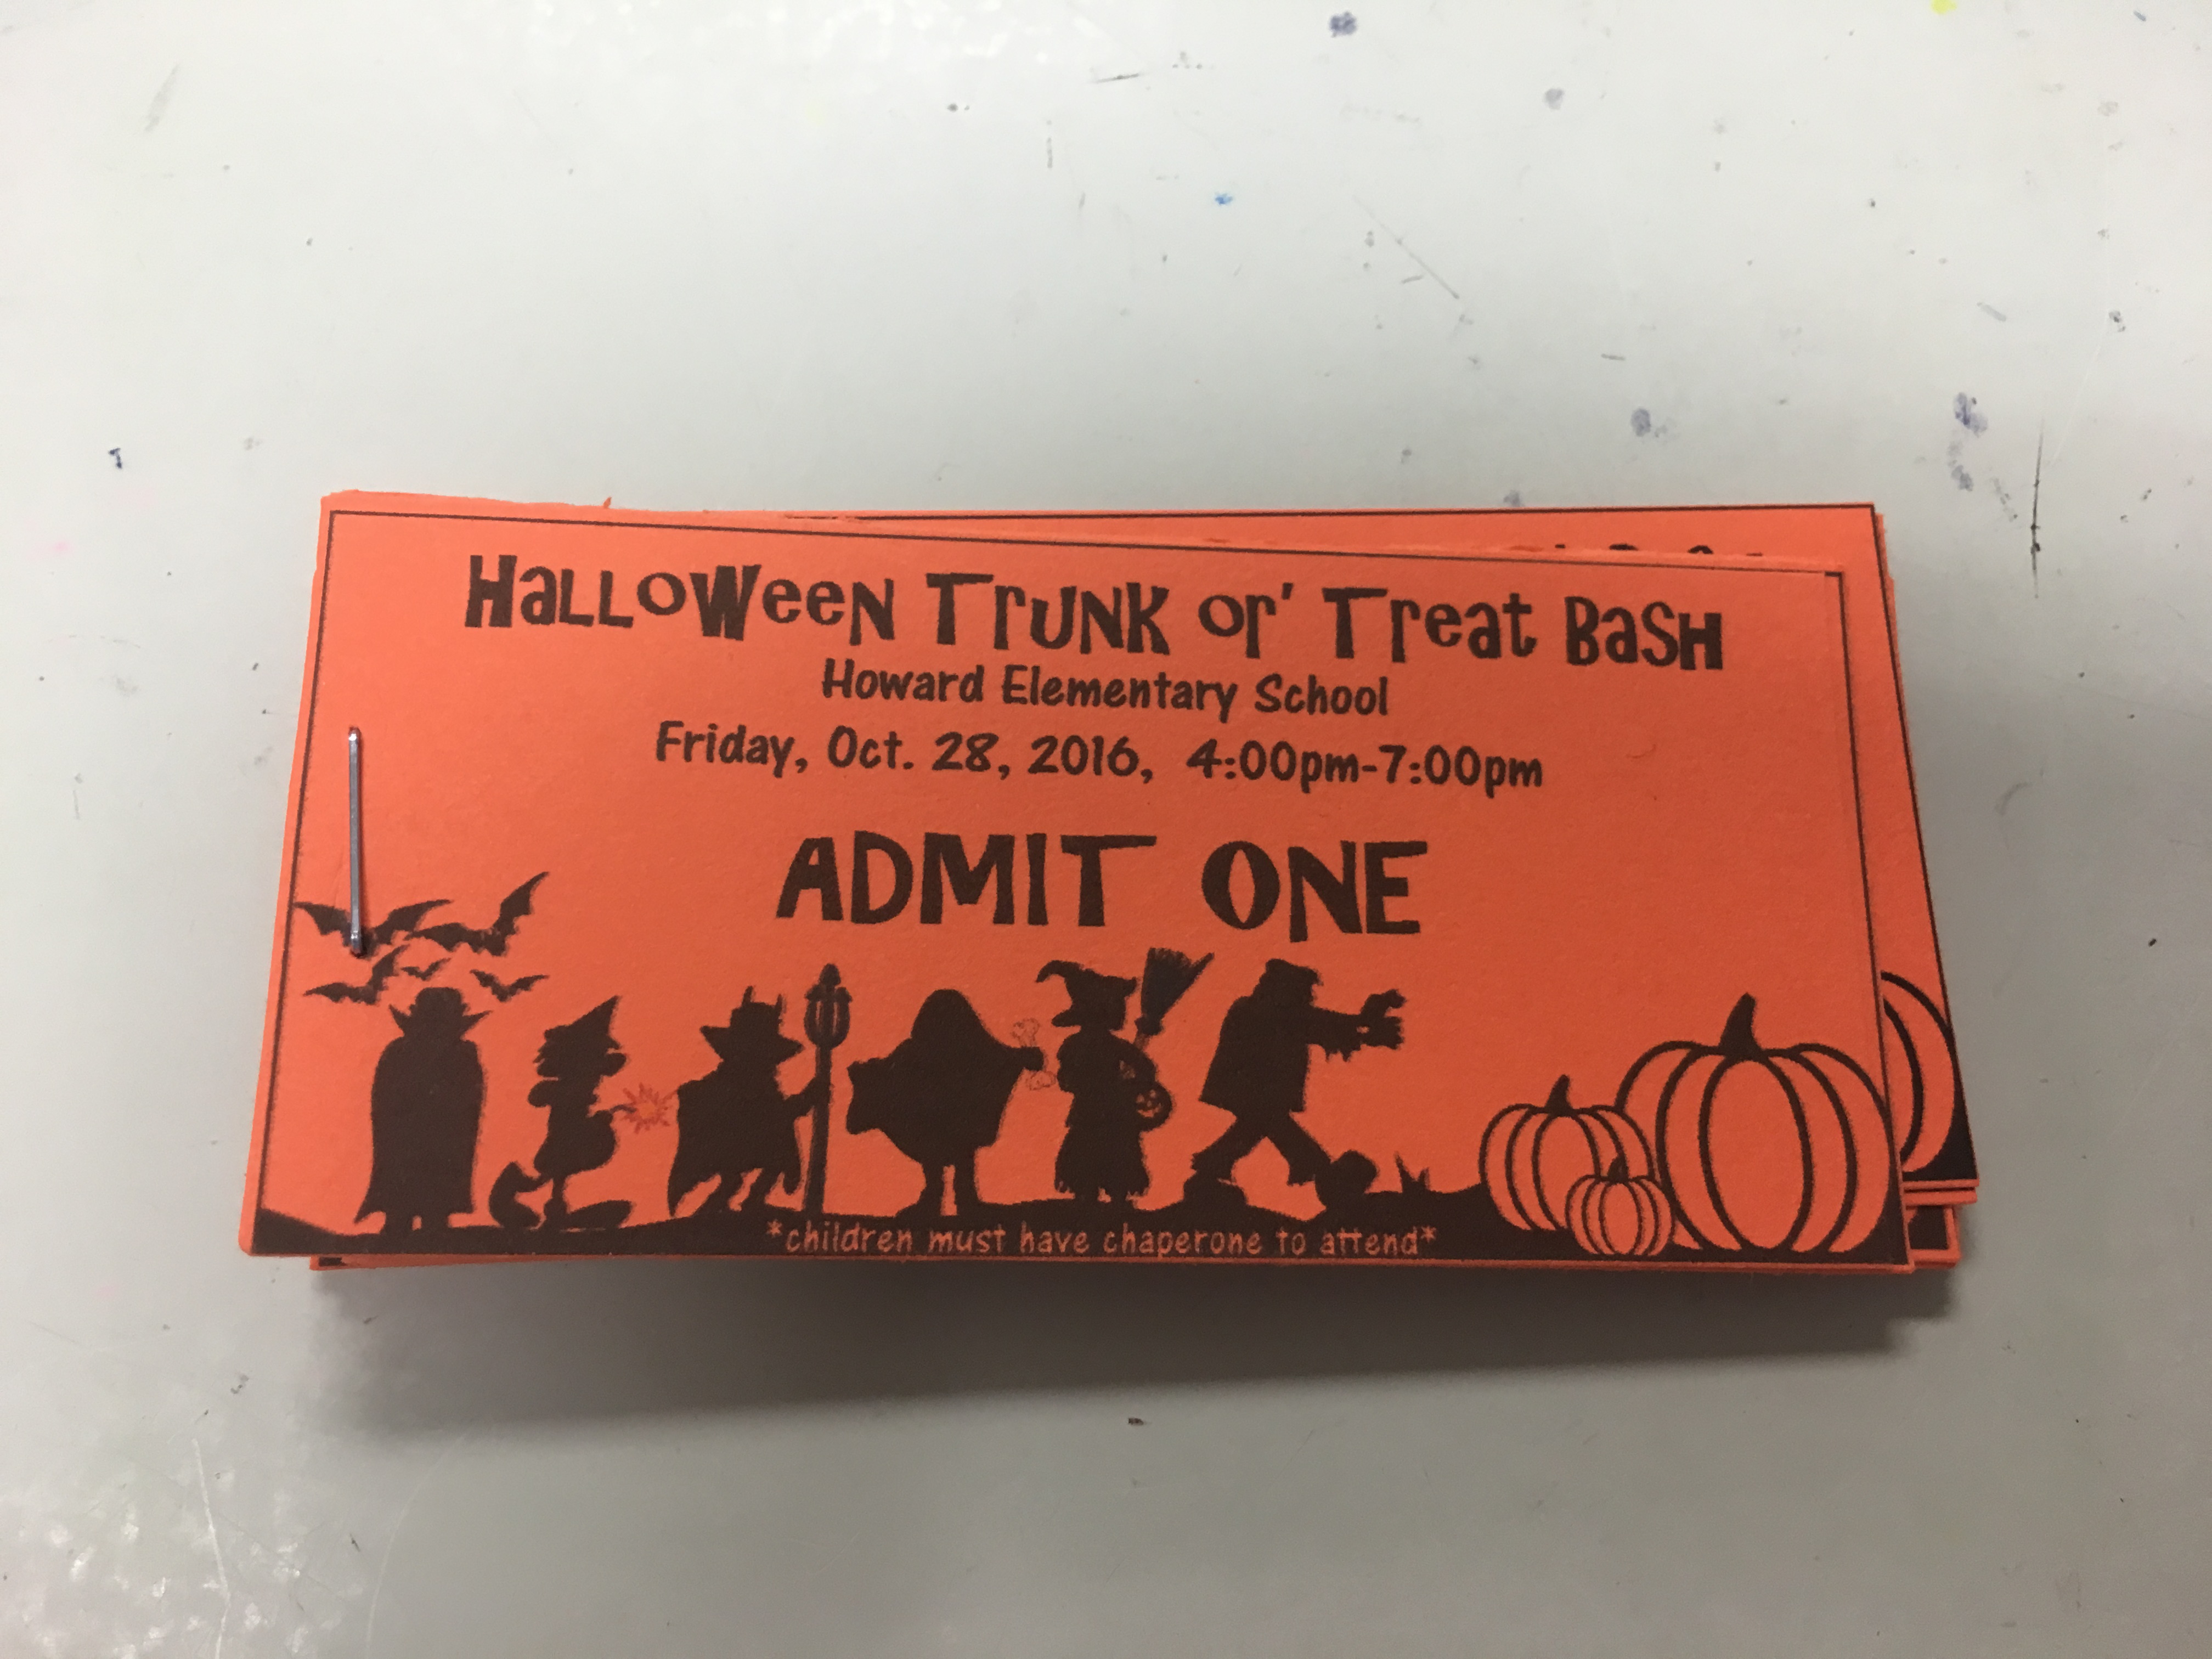 Halloween Trunk or' Treat Bash
Howard Elementary School
Friday, Oct. 28, 2016, 4:00pm-7:00pm
ADMIT ONE
*children must have chaperone to attend*